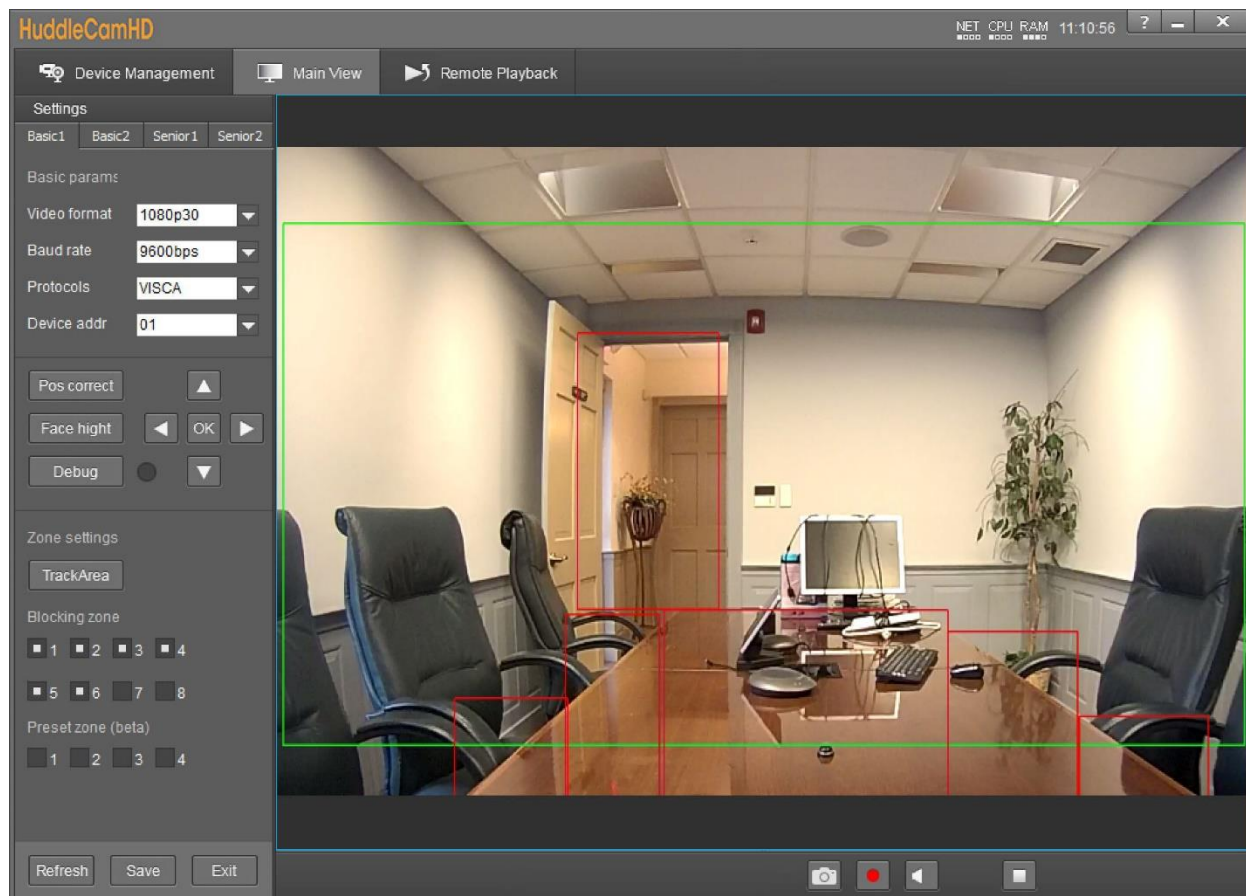 HuddleCamHD
NET CPU RAM 11:10:56 ?
Device Management Main View Remote Playback
Settings
Basic1 Basic2 Senior1 Senior2
Basic params
Video format 1080p30
Baud rate 9600bps
Protocols VISCA
Device addr 01
Pos correct
Face hight OK
Debug
Zone settings
TrackArea
Blocking zone
1 2 3 4
5 6 7 8
Preset zone (beta)
1 2 3 4
Refresh Save Exit